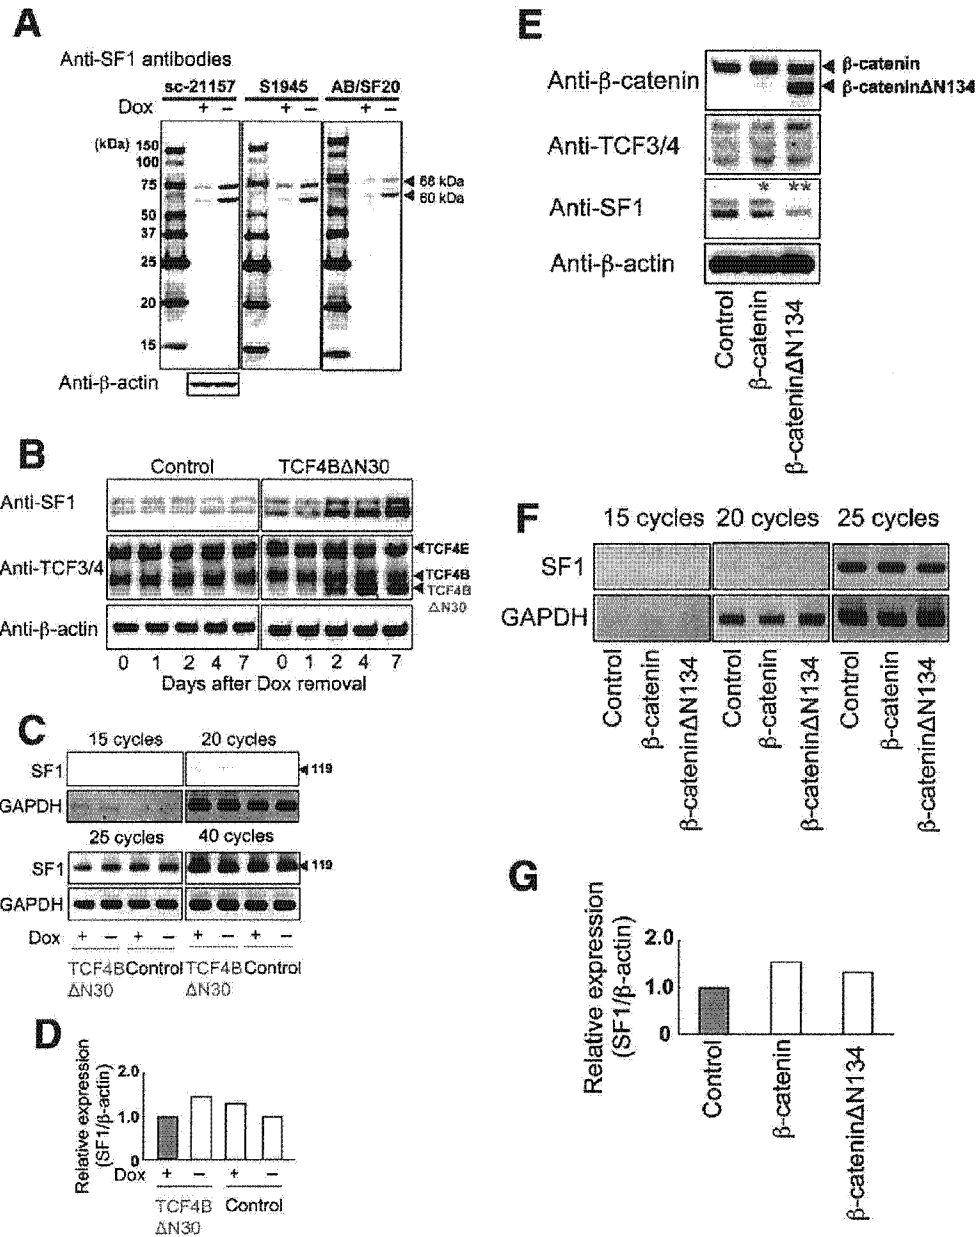 A
Anti-SF1 antibodies
sc-21157 S1945 AB/SF20
Dox + − + − + −
(kDa) 150
100
75
50
37
25
20
15
68 kDa
60 kDa
Anti-β-actin
B
Control TCF4BΔN30
Anti-SF1
Anti-TCF3/4
TCF4E
TCF4B
TCF4B
ΔN30
Anti-β-actin
0 1 2 4 7 0 1 2 4 7
Days after Dox removal
C
15 cycles 20 cycles
SF1 119
GAPDH
25 cycles 40 cycles
SF1 119
GAPDH
Dox + − + − + − + −
TCF4B Control TCF4B Control
ΔN30 ΔN30
D
Relative expression
(SF1/β-actin)
2.0
1.0
0
Dox + − + −
TCF4B Control
ΔN30
E
Anti-β-catenin
β-catenin
β-cateninΔN134
Anti-TCF3/4
* **
Anti-SF1
Anti-β-actin
Control
β-catenin
β-cateninΔN134
F
15 cycles 20 cycles 25 cycles
SF1
GAPDH
Control
β-catenin
β-cateninΔN134
Control
β-catenin
β-cateninΔN134
Control
β-catenin
β-cateninΔN134
G
Relative expression
(SF1/β-actin)
2.0
1.0
0
Control
β-catenin
β-cateninΔN134